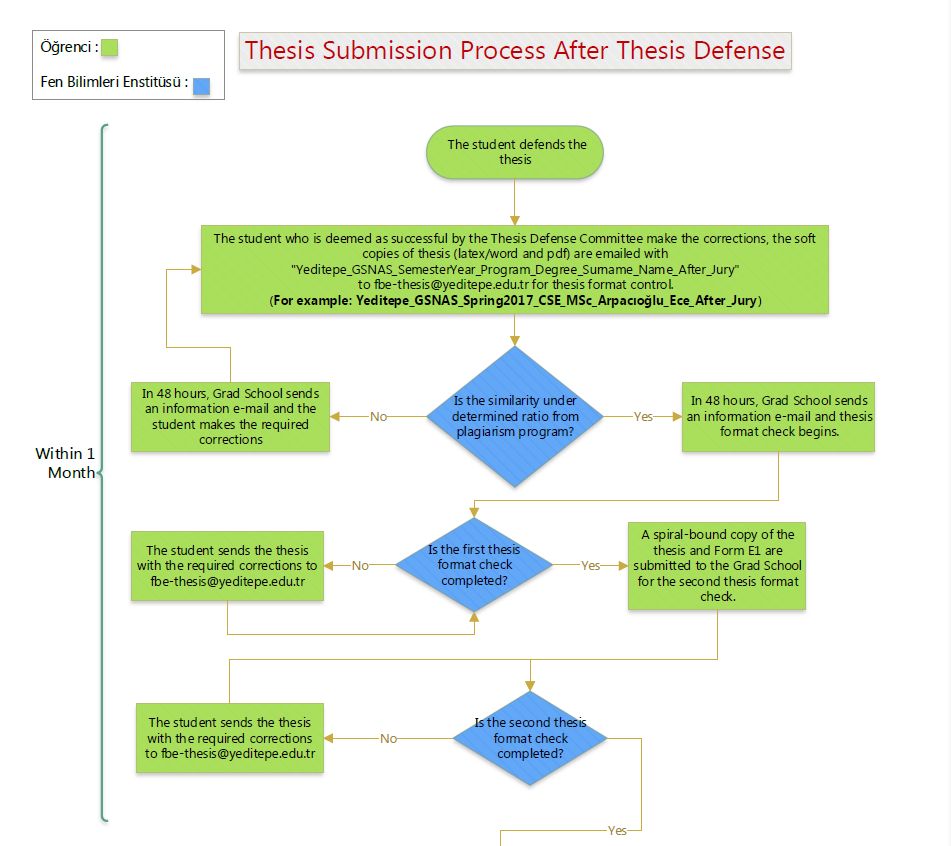 Öğrenci :
Fen Bilimleri Enstitüsü :
Thesis Submission Process After Thesis Defense
The student defends the
thesis
The student who is deemed as successful by the Thesis Defense Committee make the corrections, the soft
copies of thesis (latex/word and pdf) are emailed with
"Yeditepe_GSNAS_SemesterYear_Program_Degree_Surname_Name_After_Jury"
to fbe-thesis@yeditepe.edu.tr for thesis format control.
(For example: Yeditepe_GSNAS_Spring2017_CSE_MSc_Arpacıoğlu_Ece_After_Jury)
In 48 hours, Grad School sends
an information e-mail and the
student makes the required
corrections
No
Is the similarity under
determined ratio from
plagiarism program?
Yes
In 48 hours, Grad School sends
an information e-mail and thesis
format check begins.
Within 1
Month
The student sends the thesis
with the required corrections to
fbe-thesis@yeditepe.edu.tr
No
Is the first thesis
format check
completed?
Yes
A spiral-bound copy of the
thesis and Form E1 are
submitted to the Grad School
for the second thesis format
check.
The student sends the thesis
with the required corrections
to fbe-thesis@yeditepe.edu.tr
No
Is the second thesis
format check
completed?
Yes